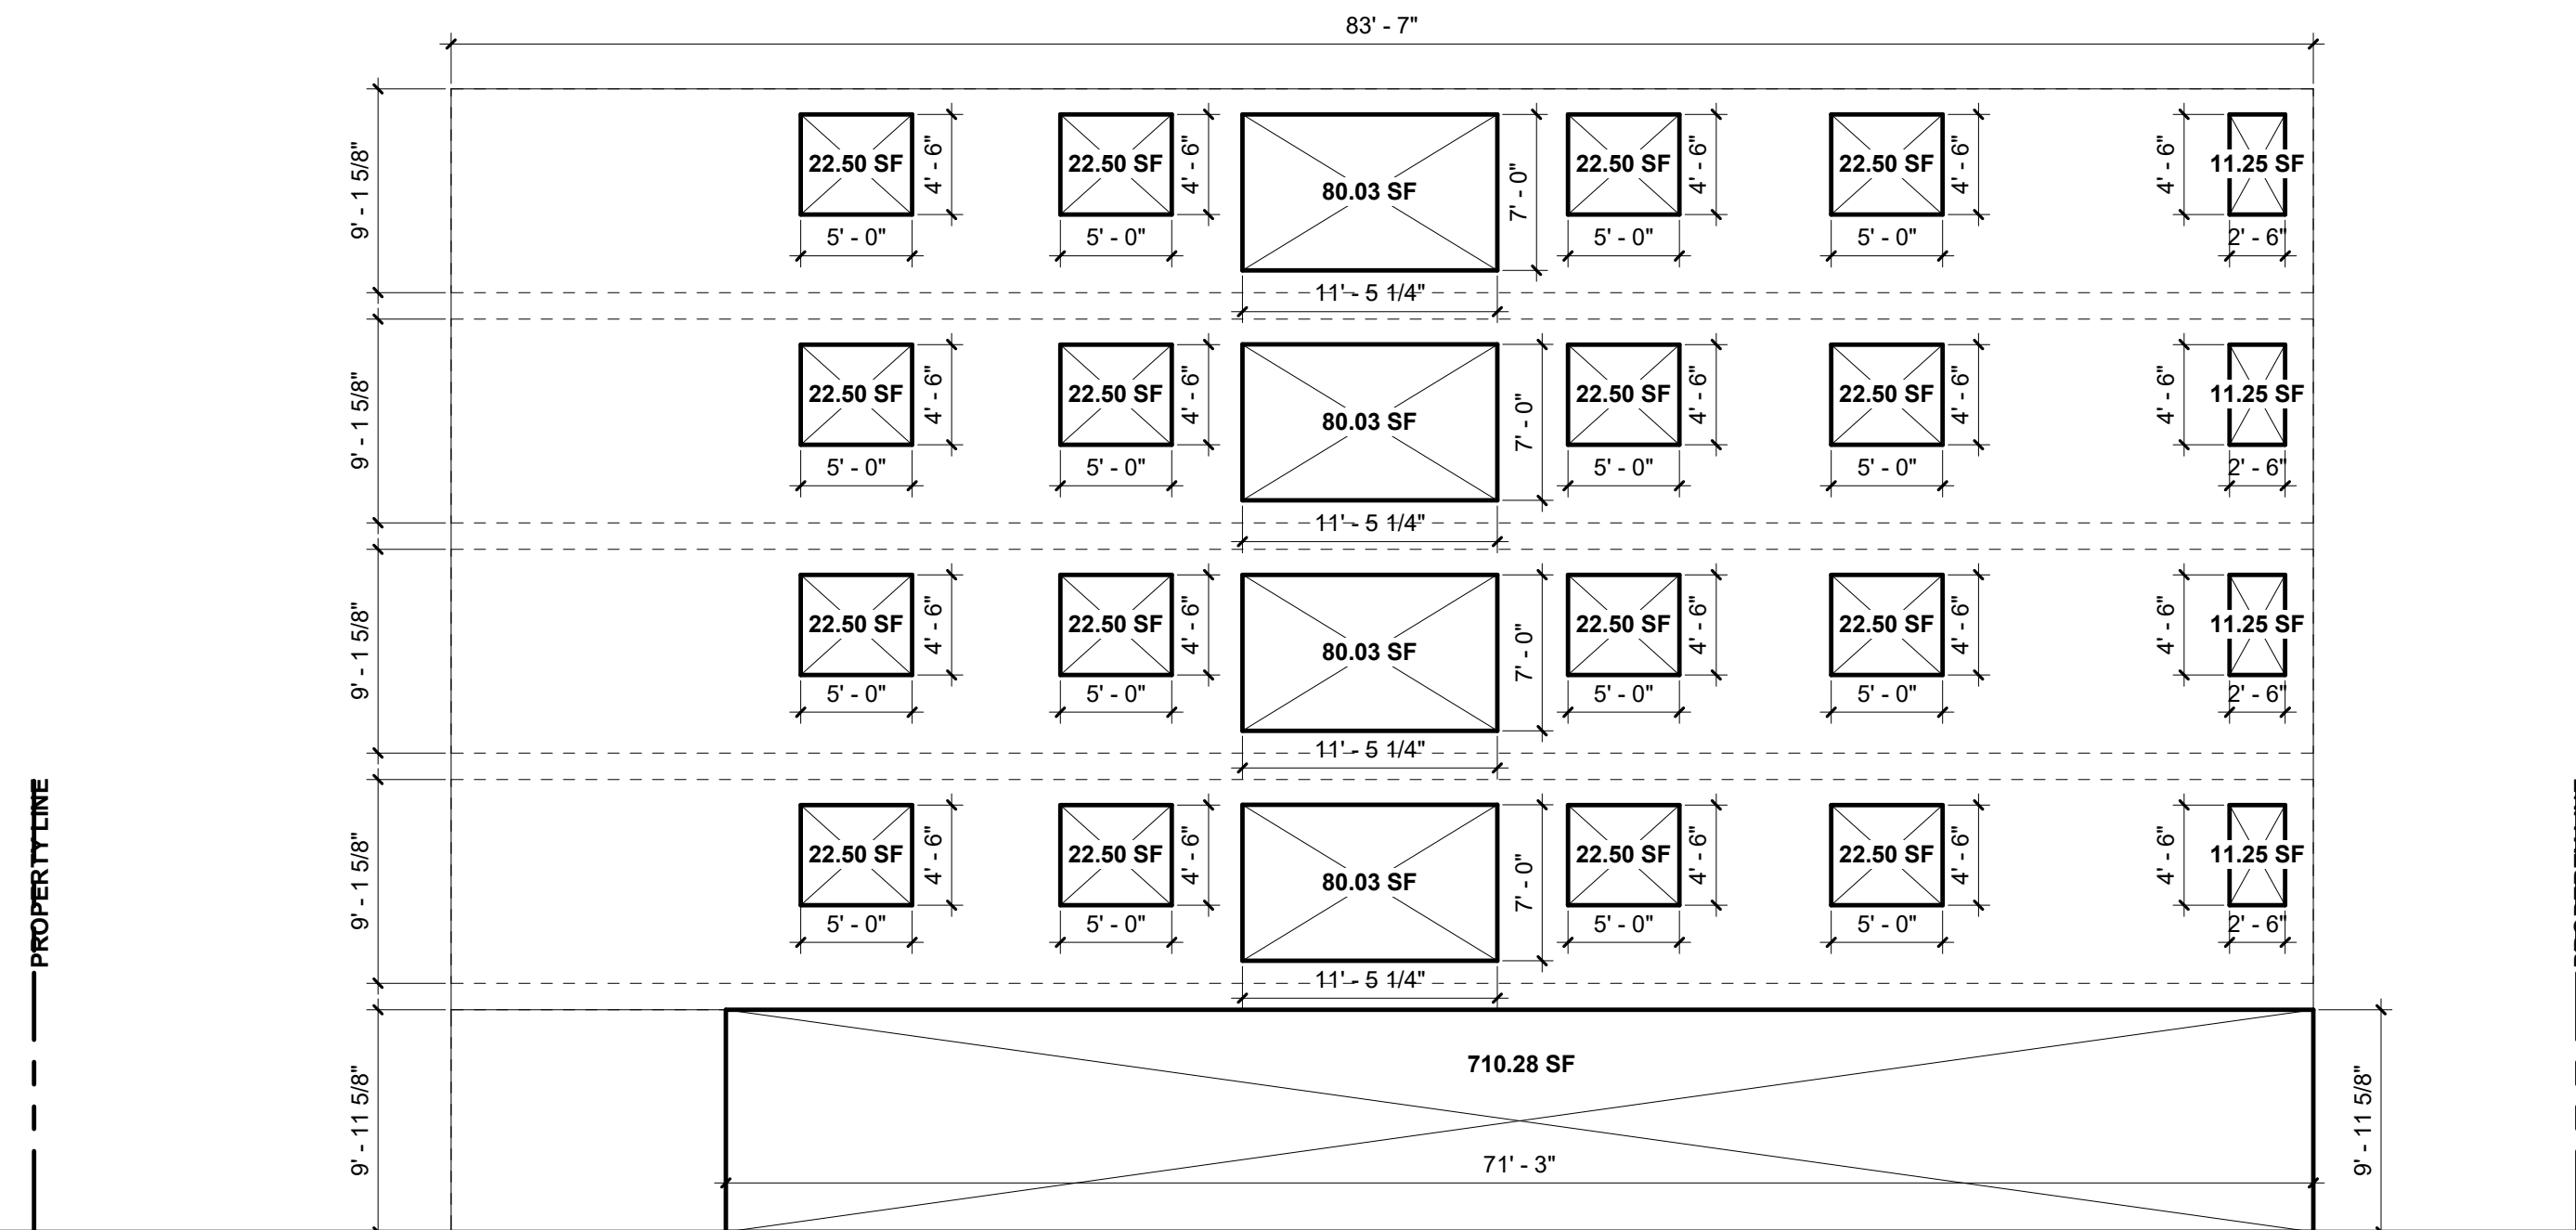 83' - 7"
9' - 1 5/8"
22.50 SF
4' - 6"
5' - 0"
22.50 SF
4' - 6"
5' - 0"
80.03 SF
7' - 0"
11' - 5 1/4"
22.50 SF
4' - 6"
5' - 0"
22.50 SF
4' - 6"
5' - 0"
4' - 6"
11.25 SF
2' - 6"
9' - 1 5/8"
22.50 SF
4' - 6"
5' - 0"
22.50 SF
4' - 6"
5' - 0"
80.03 SF
7' - 0"
11' - 5 1/4"
22.50 SF
4' - 6"
5' - 0"
22.50 SF
4' - 6"
5' - 0"
4' - 6"
11.25 SF
2' - 6"
9' - 1 5/8"
22.50 SF
4' - 6"
5' - 0"
22.50 SF
4' - 6"
5' - 0"
80.03 SF
7' - 0"
11' - 5 1/4"
22.50 SF
4' - 6"
5' - 0"
22.50 SF
4' - 6"
5' - 0"
4' - 6"
11.25 SF
2' - 6"
PROPERTY LINE
9' - 1 5/8"
22.50 SF
4' - 6"
5' - 0"
22.50 SF
4' - 6"
5' - 0"
80.03 SF
7' - 0"
11' - 5 1/4"
22.50 SF
4' - 6"
5' - 0"
22.50 SF
4' - 6"
5' - 0"
4' - 6"
11.25 SF
2' - 6"
9' - 11 5/8"
710.28 SF
71' - 3"
9' - 11 5/8"